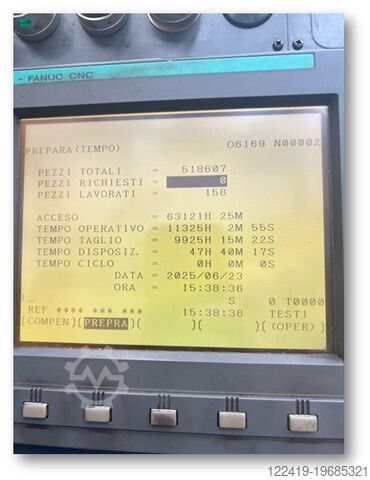 - FANUC CNC
PREPARA(TEMPO) O6169 N00002
PEZZI TOTALI = 518607
PEZZI RICHIESTI = 0
PEZZI LAVORATI = 158
ACCESO = 63121H 25M
TEMPO OPERATIVO = 11325H 2M 55S
TEMPO TAGLIO = 9925H 15M 22S
TEMPO DISPOSIZ. = 47H 40M 17S
TEMPO CICLO = 0H 0M 0S
DATA = 2025/06/23
ORA = 15:38:36
)_
S 0 T0000
REF **** *** *** 15:38:36 TEST1
(COMPEN)(PREPRA)( )( )( (OPER) )
122419-19685321